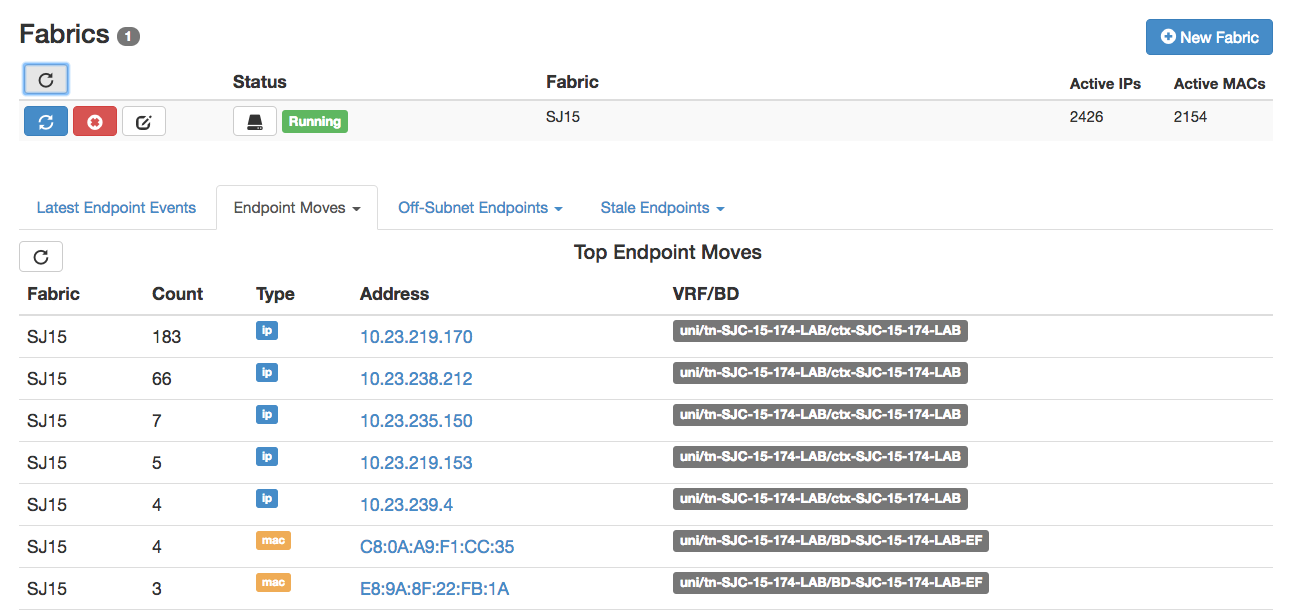 Fabrics 1
New Fabric
Status Fabric Active IPs Active MACs
Running SJ15 2426 2154
Latest Endpoint Events Endpoint Moves Off-Subnet Endpoints Stale Endpoints
Top Endpoint Moves
Fabric Count Type Address VRF/BD
SJ15 183 ip 10.23.219.170 uni/tn-SJC-15-174-LAB/ctx-SJC-15-174-LAB
SJ15 66 ip 10.23.238.212 uni/tn-SJC-15-174-LAB/ctx-SJC-15-174-LAB
SJ15 7 ip 10.23.235.150 uni/tn-SJC-15-174-LAB/ctx-SJC-15-174-LAB
SJ15 5 ip 10.23.219.153 uni/tn-SJC-15-174-LAB/ctx-SJC-15-174-LAB
SJ15 4 ip 10.23.239.4 uni/tn-SJC-15-174-LAB/ctx-SJC-15-174-LAB
SJ15 4 mac C8:0A:A9:F1:CC:35 uni/tn-SJC-15-174-LAB/BD-SJC-15-174-LAB-EF
SJ15 3 mac E8:9A:8F:22:FB:1A uni/tn-SJC-15-174-LAB/BD-SJC-15-174-LAB-EF